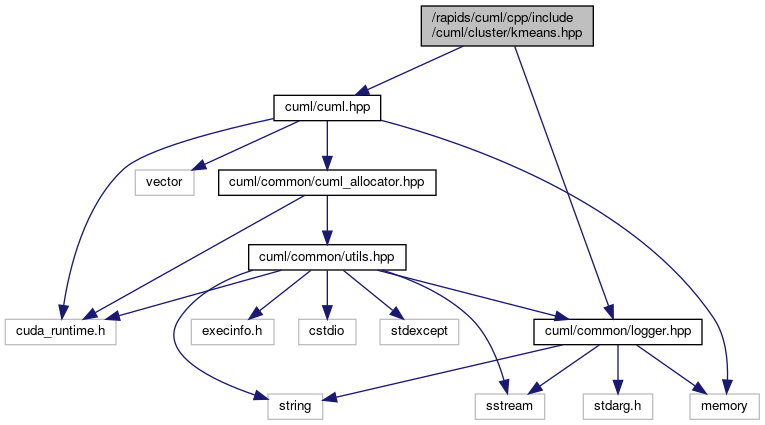 /rapids/cuml/cpp/include
/cuml/cluster/kmeans.hpp
cuml/cuml.hpp
vector
cuml/common/cuml_allocator.hpp
cuml/common/utils.hpp
cuda_runtime.h
execinfo.h
cstdio
stdexcept
cuml/common/logger.hpp
string
sstream
stdarg.h
memory